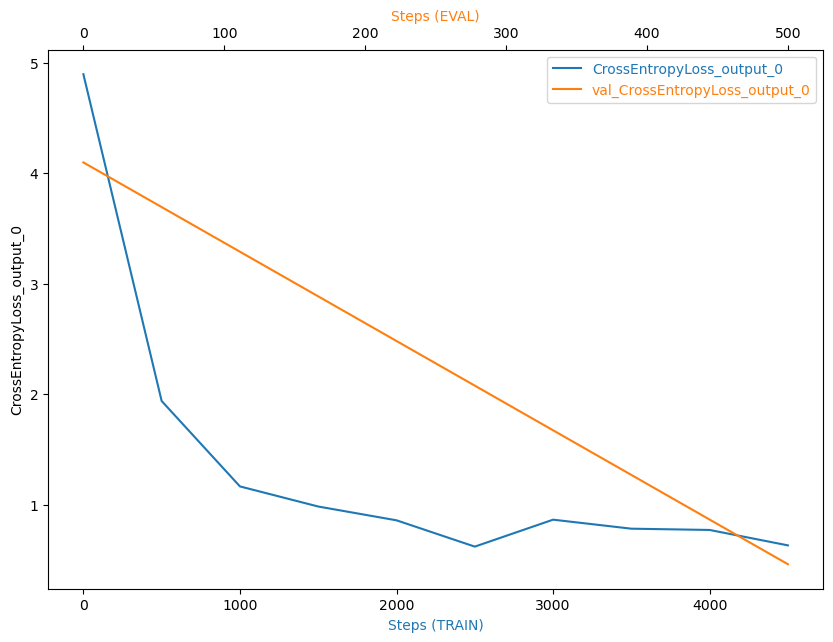 Steps (EVAL)
0 100 200 300 400 500
CrossEntropyLoss_output_0
val_CrossEntropyLoss_output_0
5
4
3
2
1
CrossEntropyLoss_output_0
0 1000 2000 3000 4000
Steps (TRAIN)